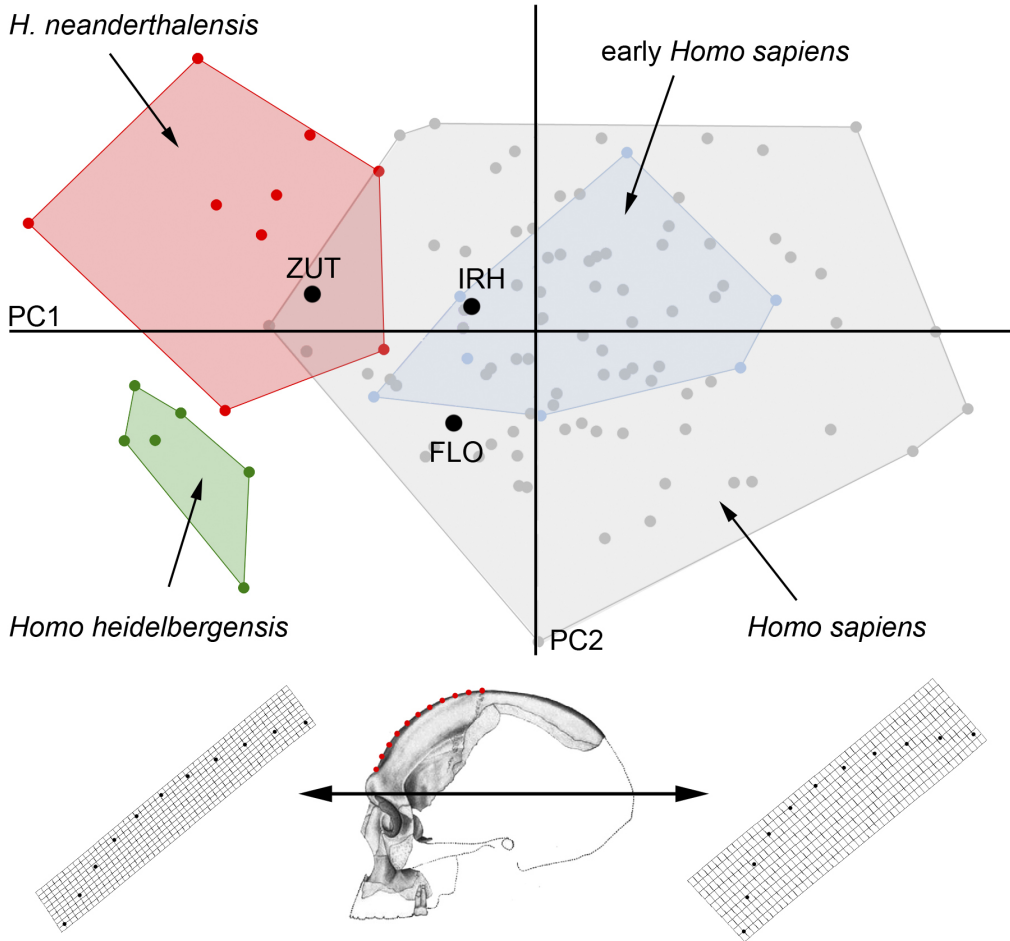 H. neanderthalensis
early Homo sapiens
ZUT
IRH
PC1
FLO
Homo heidelbergensis
PC2
Homo sapiens